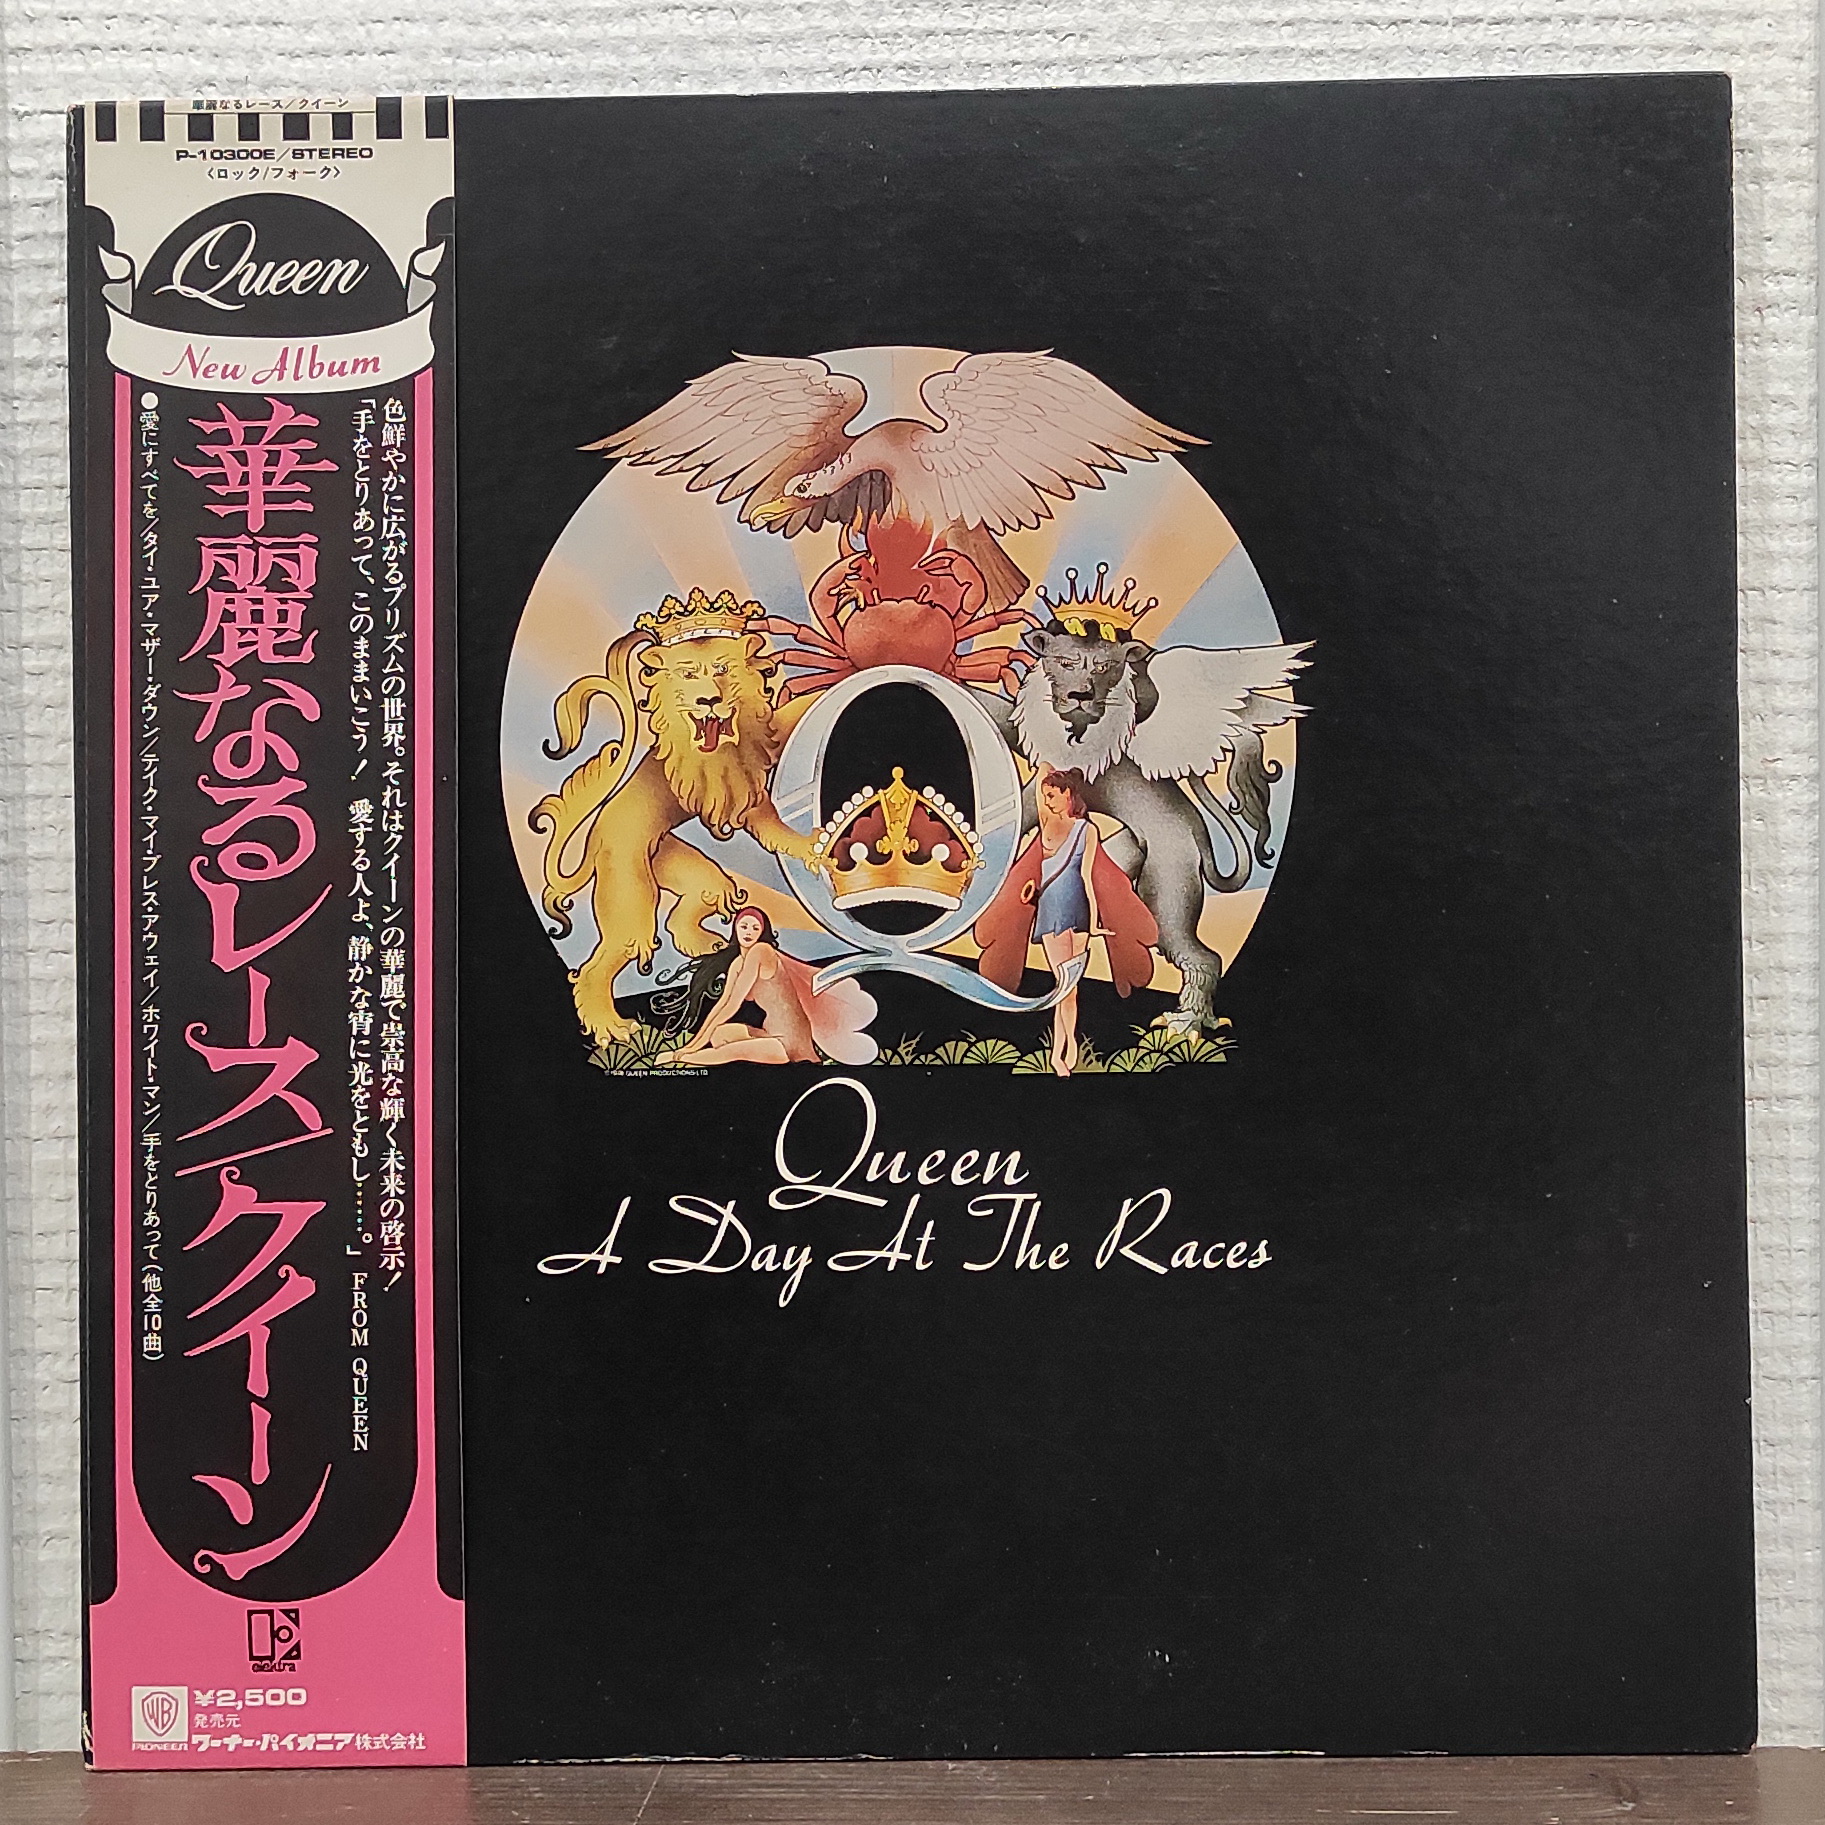 華麗なるレース/クイーン
P-10300E/STEREO
〈ロック/フォーク〉
Queen
New Album
色鮮やかに広がるプリズムの世界。それはクイーンの華麗で崇高な輝く未来の啓示!
「手をとりあって、このままいこう! 愛する人よ、静かな宵に光をともし……。」 FROM QUEEN
華麗なるレース/クイーン
●愛にすべてを/タイ・ユア・マザー・ダウン/テイク・マイ・ブレス・アウェイ/ホワイト・マン/手をとりあって(他全10曲)
elektra
WB
PIONEER
¥2,500
発売元
ワーナー・パイオニア株式会社
© 1976 QUEEN PRODUCTIONS LTD
Queen
A Day At The Races